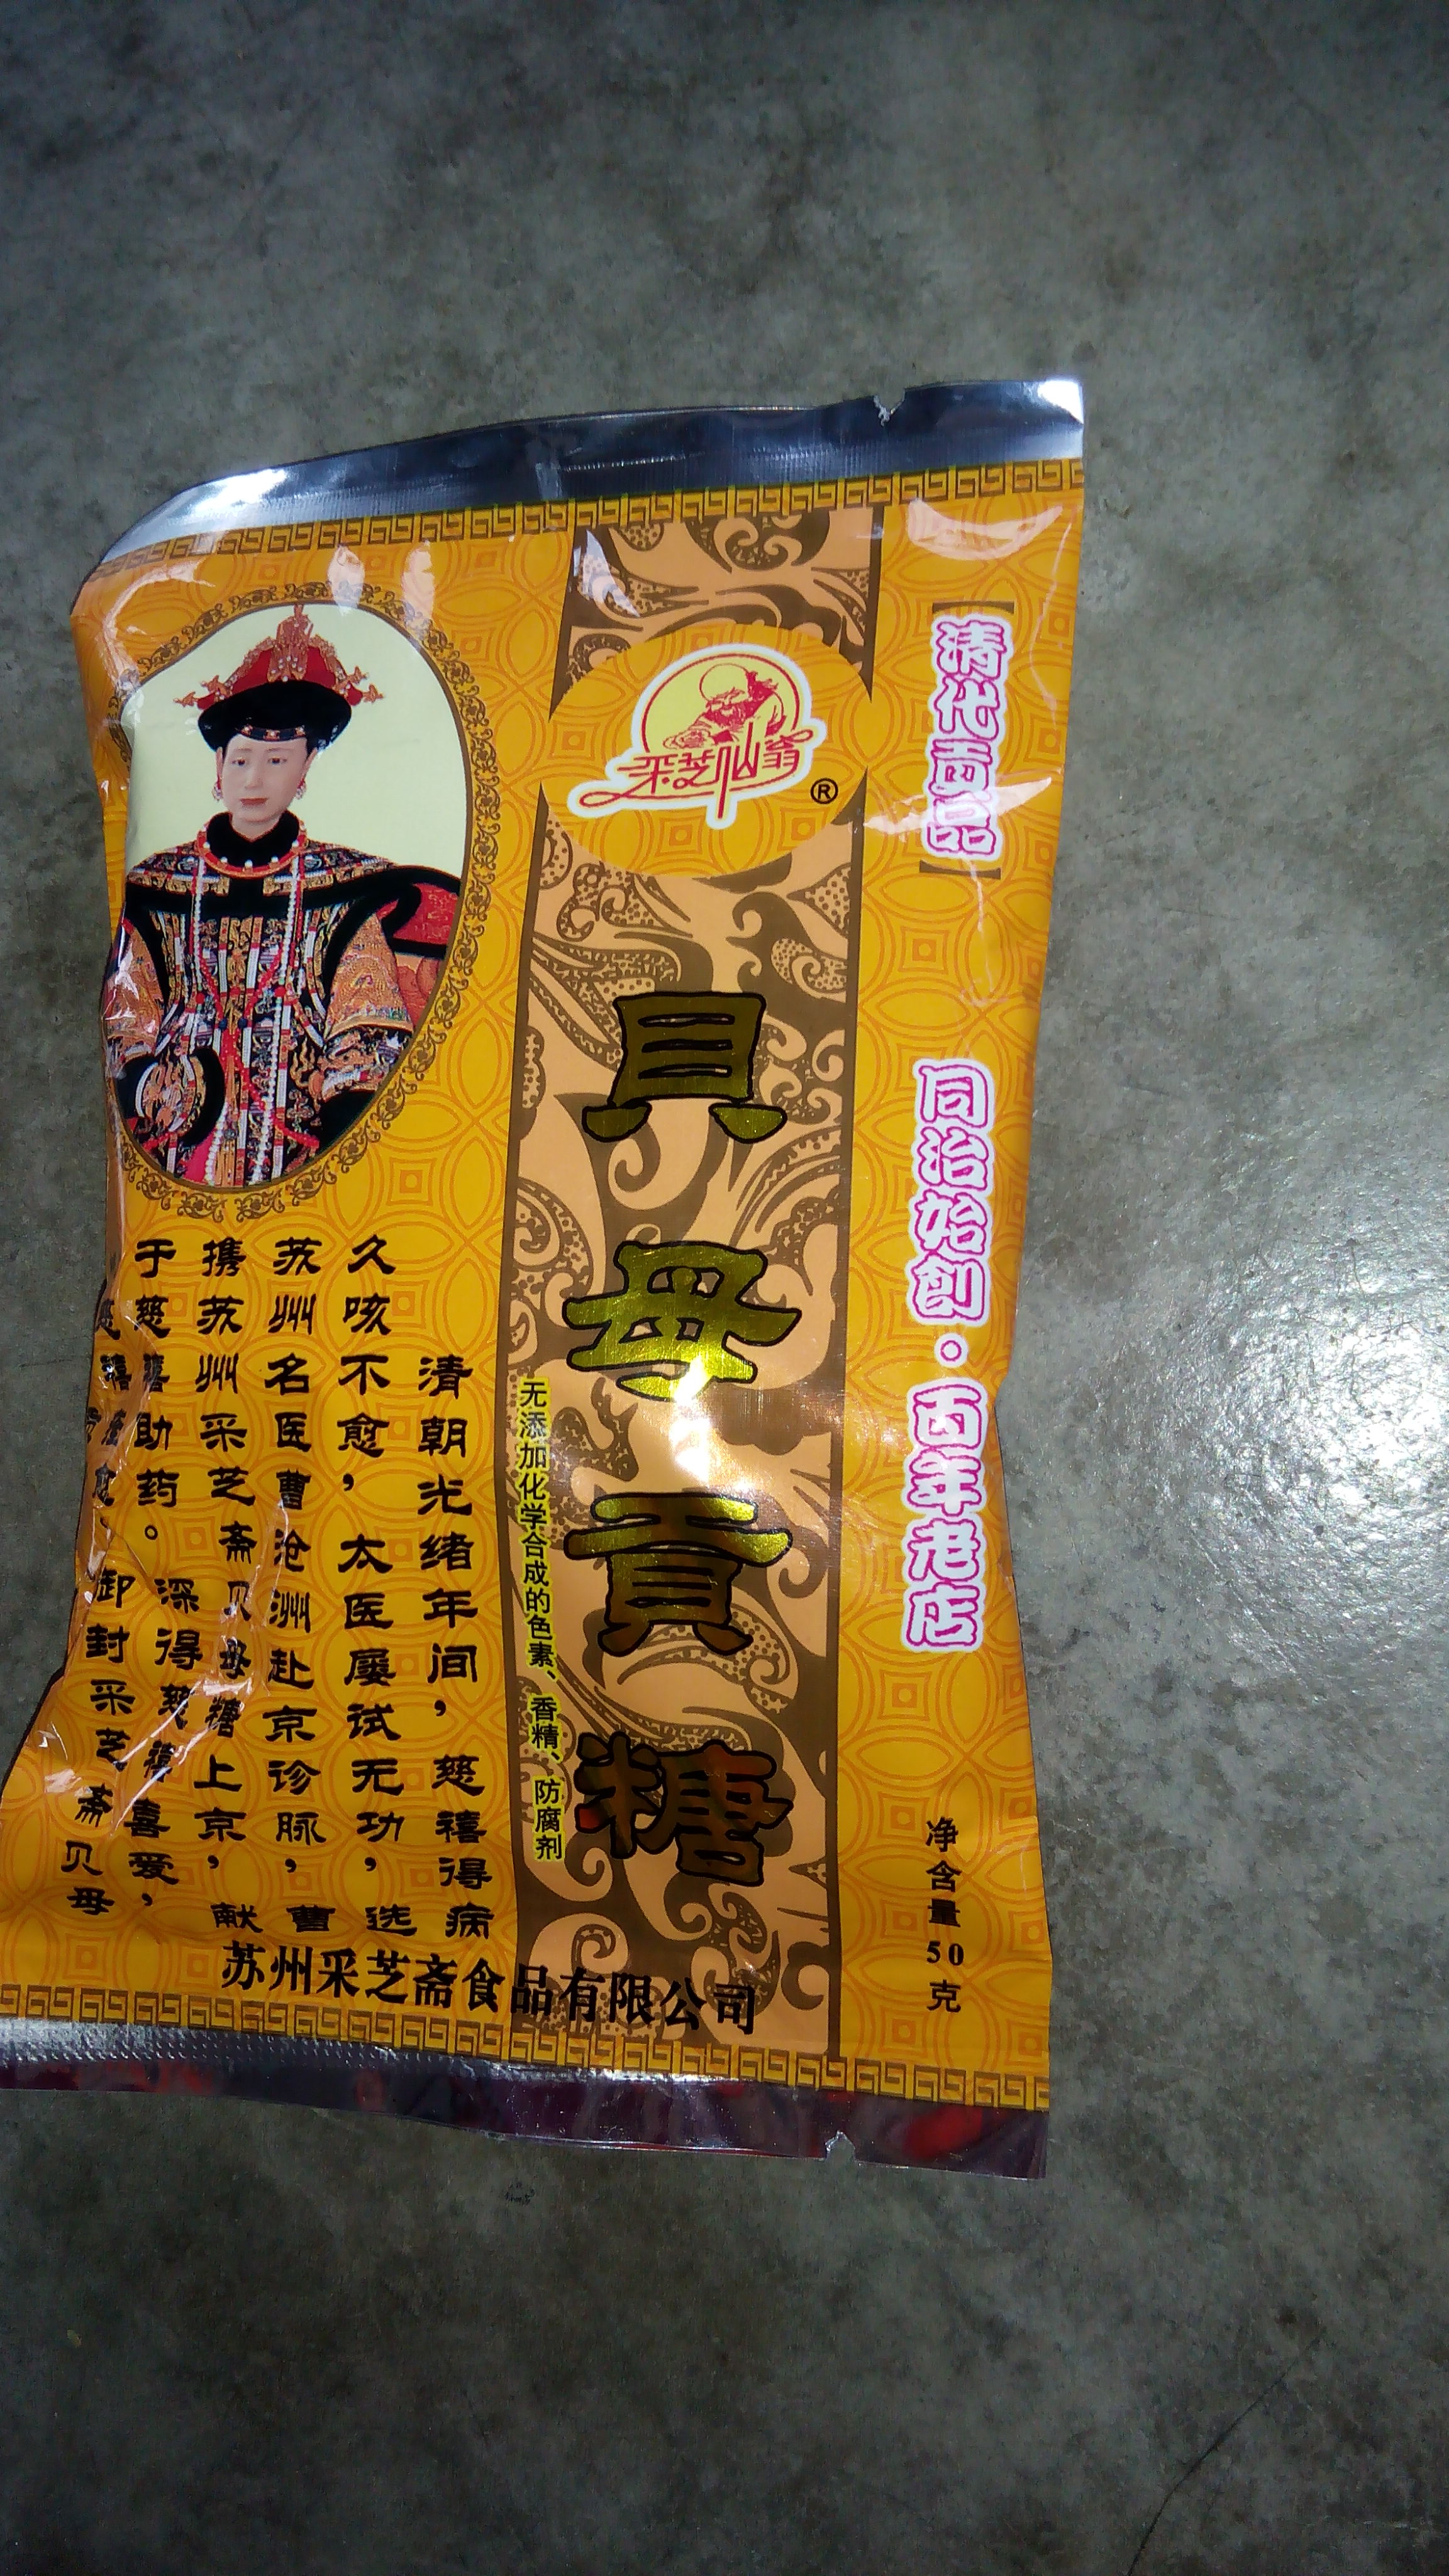 【清代贡品】
同治始創·百年老店
净含量50克
采芝仙翁
®
貝母貢糖
无添加化学合成的色素、香精、防腐剂
清朝光绪年间,慈禧得病
久咳不愈,太医屡试无功,选
苏州名医曹沧洲赴京诊脉,曹
携苏州采芝斋贝母糖上京,献
于慈禧助药。深得慈禧喜爱,
御封采芝斋贝母
苏州采芝斋食品有限公司